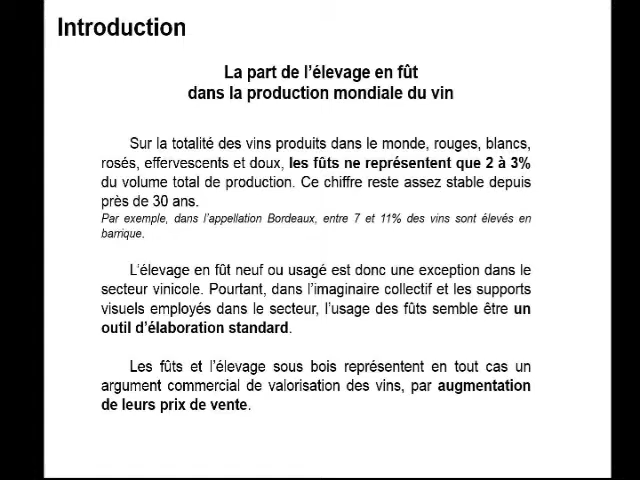 Introduction
La part de l'élevage en fût
dans la production mondiale du vin
Sur la totalité des vins produits dans le monde, rouges, blancs,
rosés, effervescents et doux, les fûts ne représentent que 2 à 3%
du volume total de production. Ce chiffre reste assez stable depuis
près de 30 ans.
Par exemple, dans l'appellation Bordeaux, entre 7 et 11% des vins sont élevés en
barrique.
L'élevage en fût neuf ou usagé est donc une exception dans le
secteur vinicole. Pourtant, dans l'imaginaire collectif et les supports
visuels employés dans le secteur, l'usage des fûts semble être un
outil d'élaboration standard.
Les fûts et l'élevage sous bois représentent en tout cas un
argument commercial de valorisation des vins, par augmentation
de leurs prix de vente.